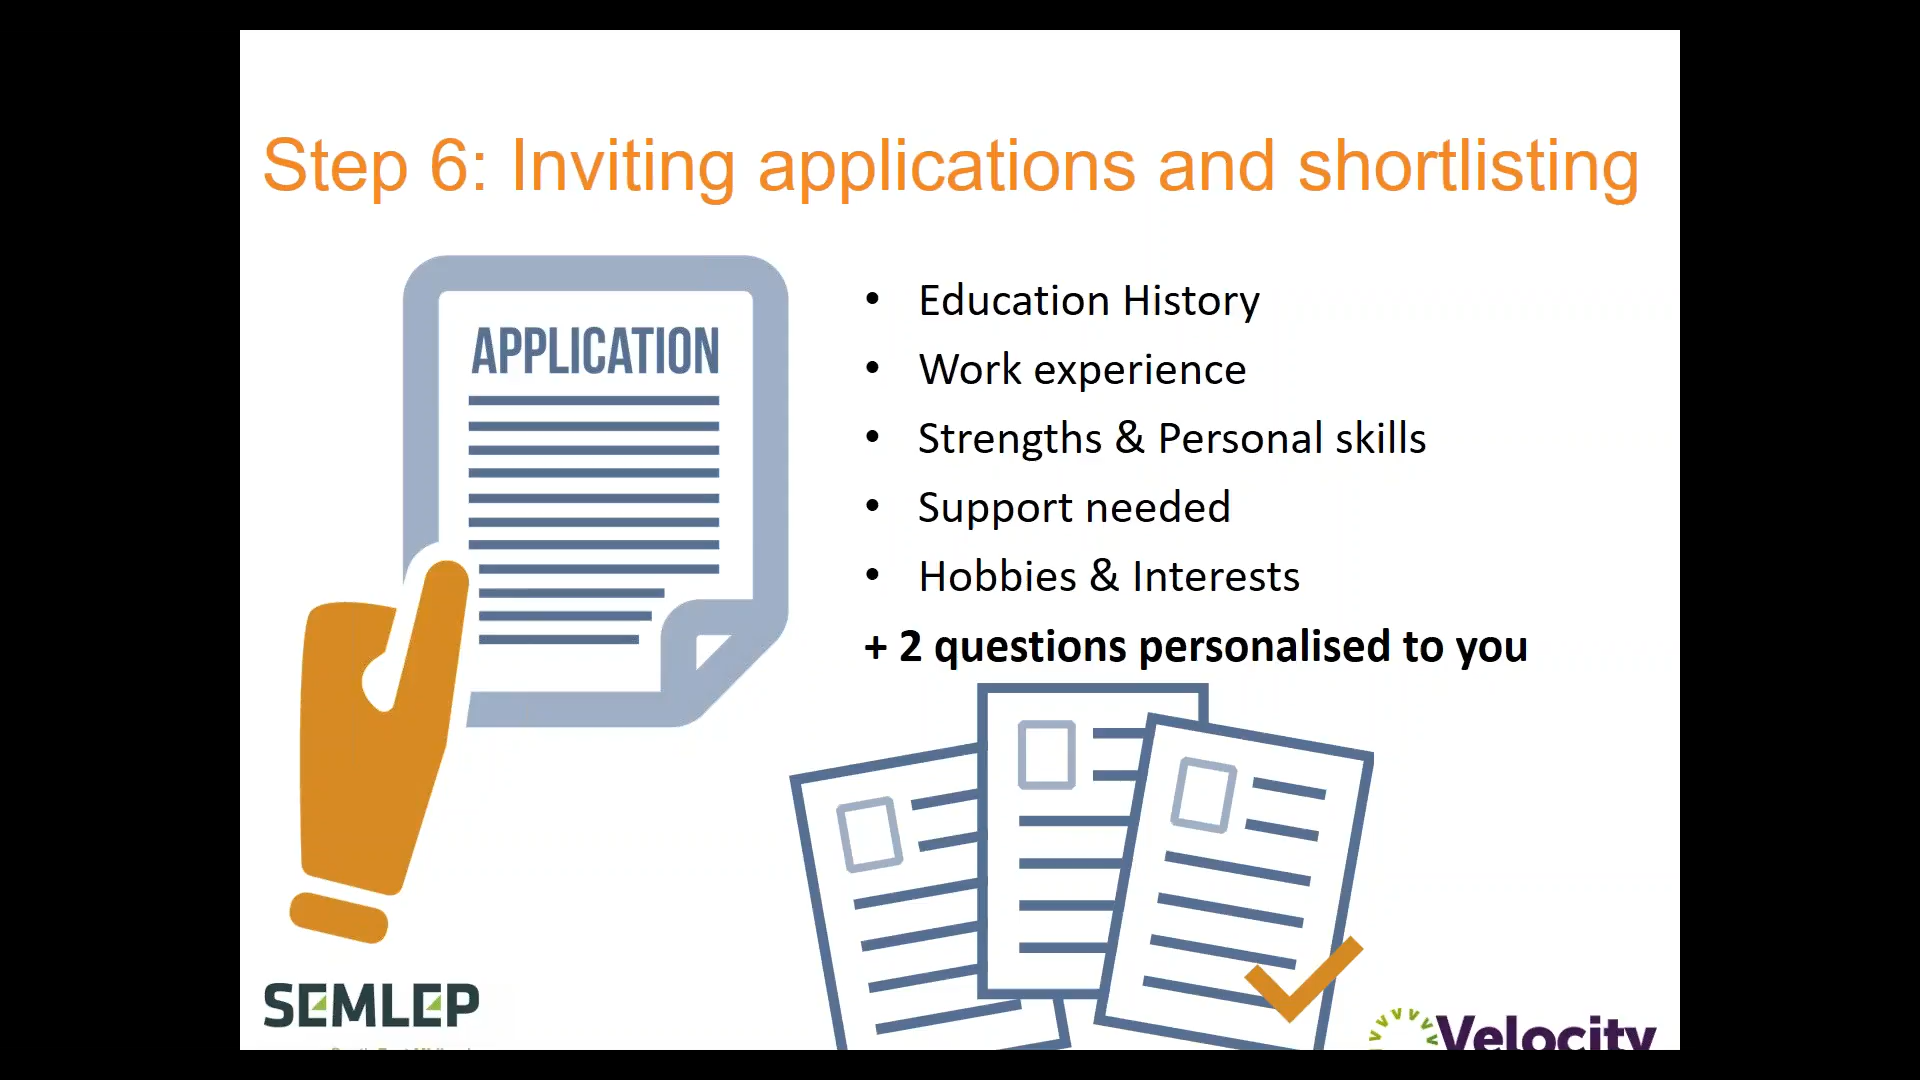 Step 6: Inviting applications and shortlisting
APPLICATION
• Education History
• Work experience
• Strengths & Personal skills
• Support needed
• Hobbies & Interests
+ 2 questions personalised to you
SEMLEP
Velocity